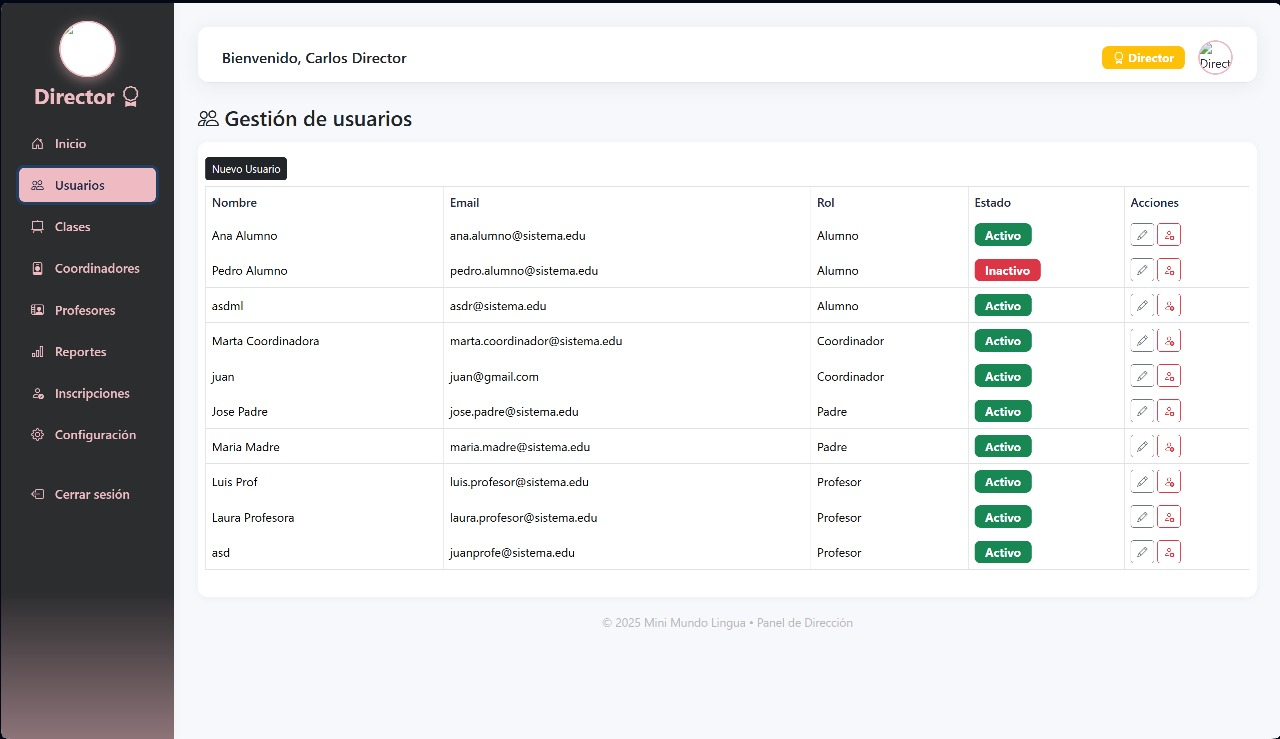 Director
Inicio
Usuarios
Clases
Coordinadores
Profesores
Reportes
Inscripciones
Configuración
Cerrar sesión
Bienvenido, Carlos Director
Director
Direct
Gestión de usuarios
Nuevo Usuario
Nombre Email Rol Estado Acciones
Ana Alumno ana.alumno@sistema.edu Alumno Activo
Pedro Alumno pedro.alumno@sistema.edu Alumno Inactivo
asdml asdr@sistema.edu Alumno Activo
Marta Coordinadora marta.coordinador@sistema.edu Coordinador Activo
juan juan@gmail.com Coordinador Activo
Jose Padre jose.padre@sistema.edu Padre Activo
Maria Madre maria.madre@sistema.edu Padre Activo
Luis Prof luis.profesor@sistema.edu Profesor Activo
Laura Profesora laura.profesor@sistema.edu Profesor Activo
asd juanprofe@sistema.edu Profesor Activo
© 2025 Mini Mundo Lingua • Panel de Dirección